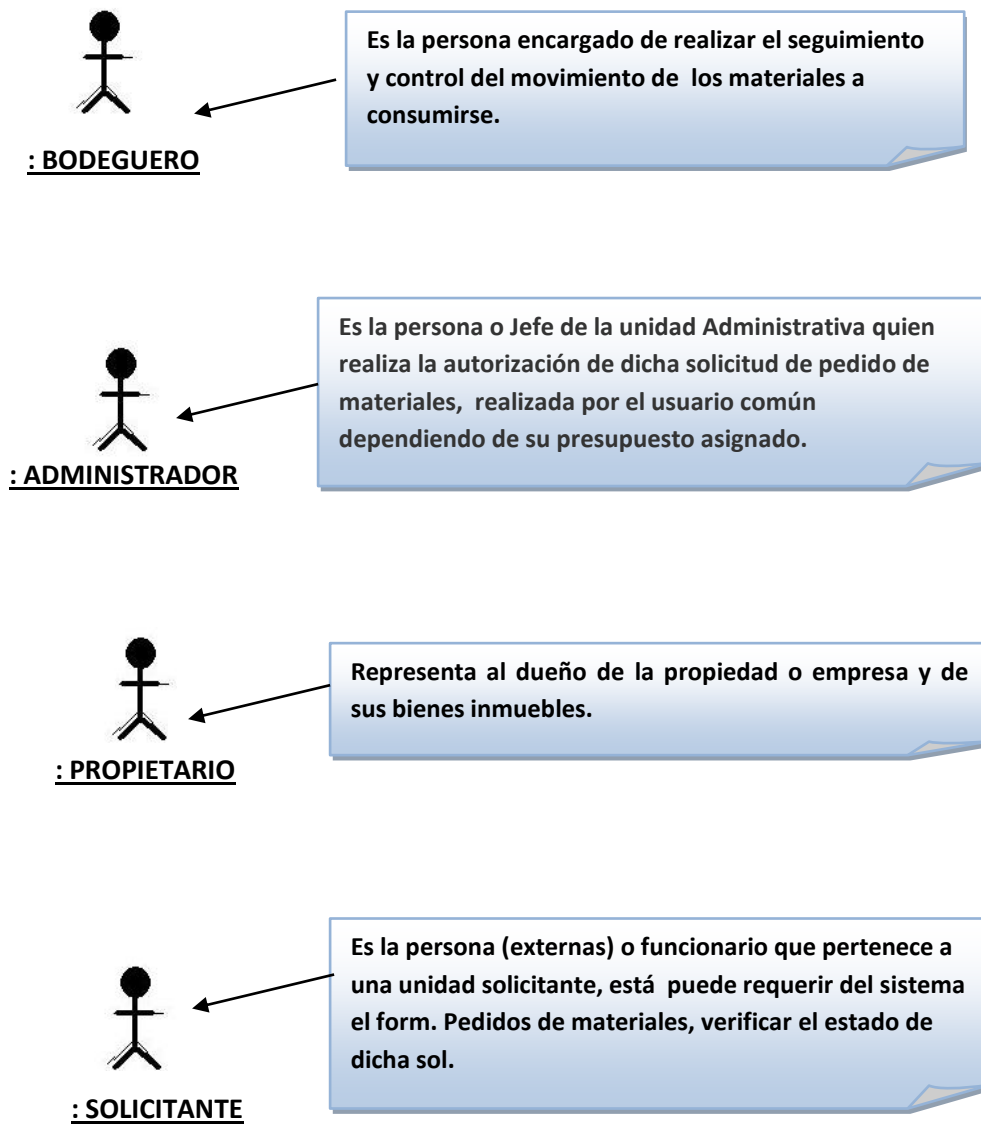 Es la persona encargado de realizar el seguimiento
y control del movimiento de los materiales a
consumirse.
: BODEGUERO
Es la persona o Jefe de la unidad Administrativa quien
realiza la autorización de dicha solicitud de pedido de
materiales, realizada por el usuario común
dependiendo de su presupuesto asignado.
: ADMINISTRADOR
Representa al dueño de la propiedad o empresa y de
sus bienes inmuebles.
: PROPIETARIO
Es la persona (externas) o funcionario que pertenece a
una unidad solicitante, está puede requerir del sistema
el form. Pedidos de materiales, verificar el estado de
dicha sol.
: SOLICITANTE